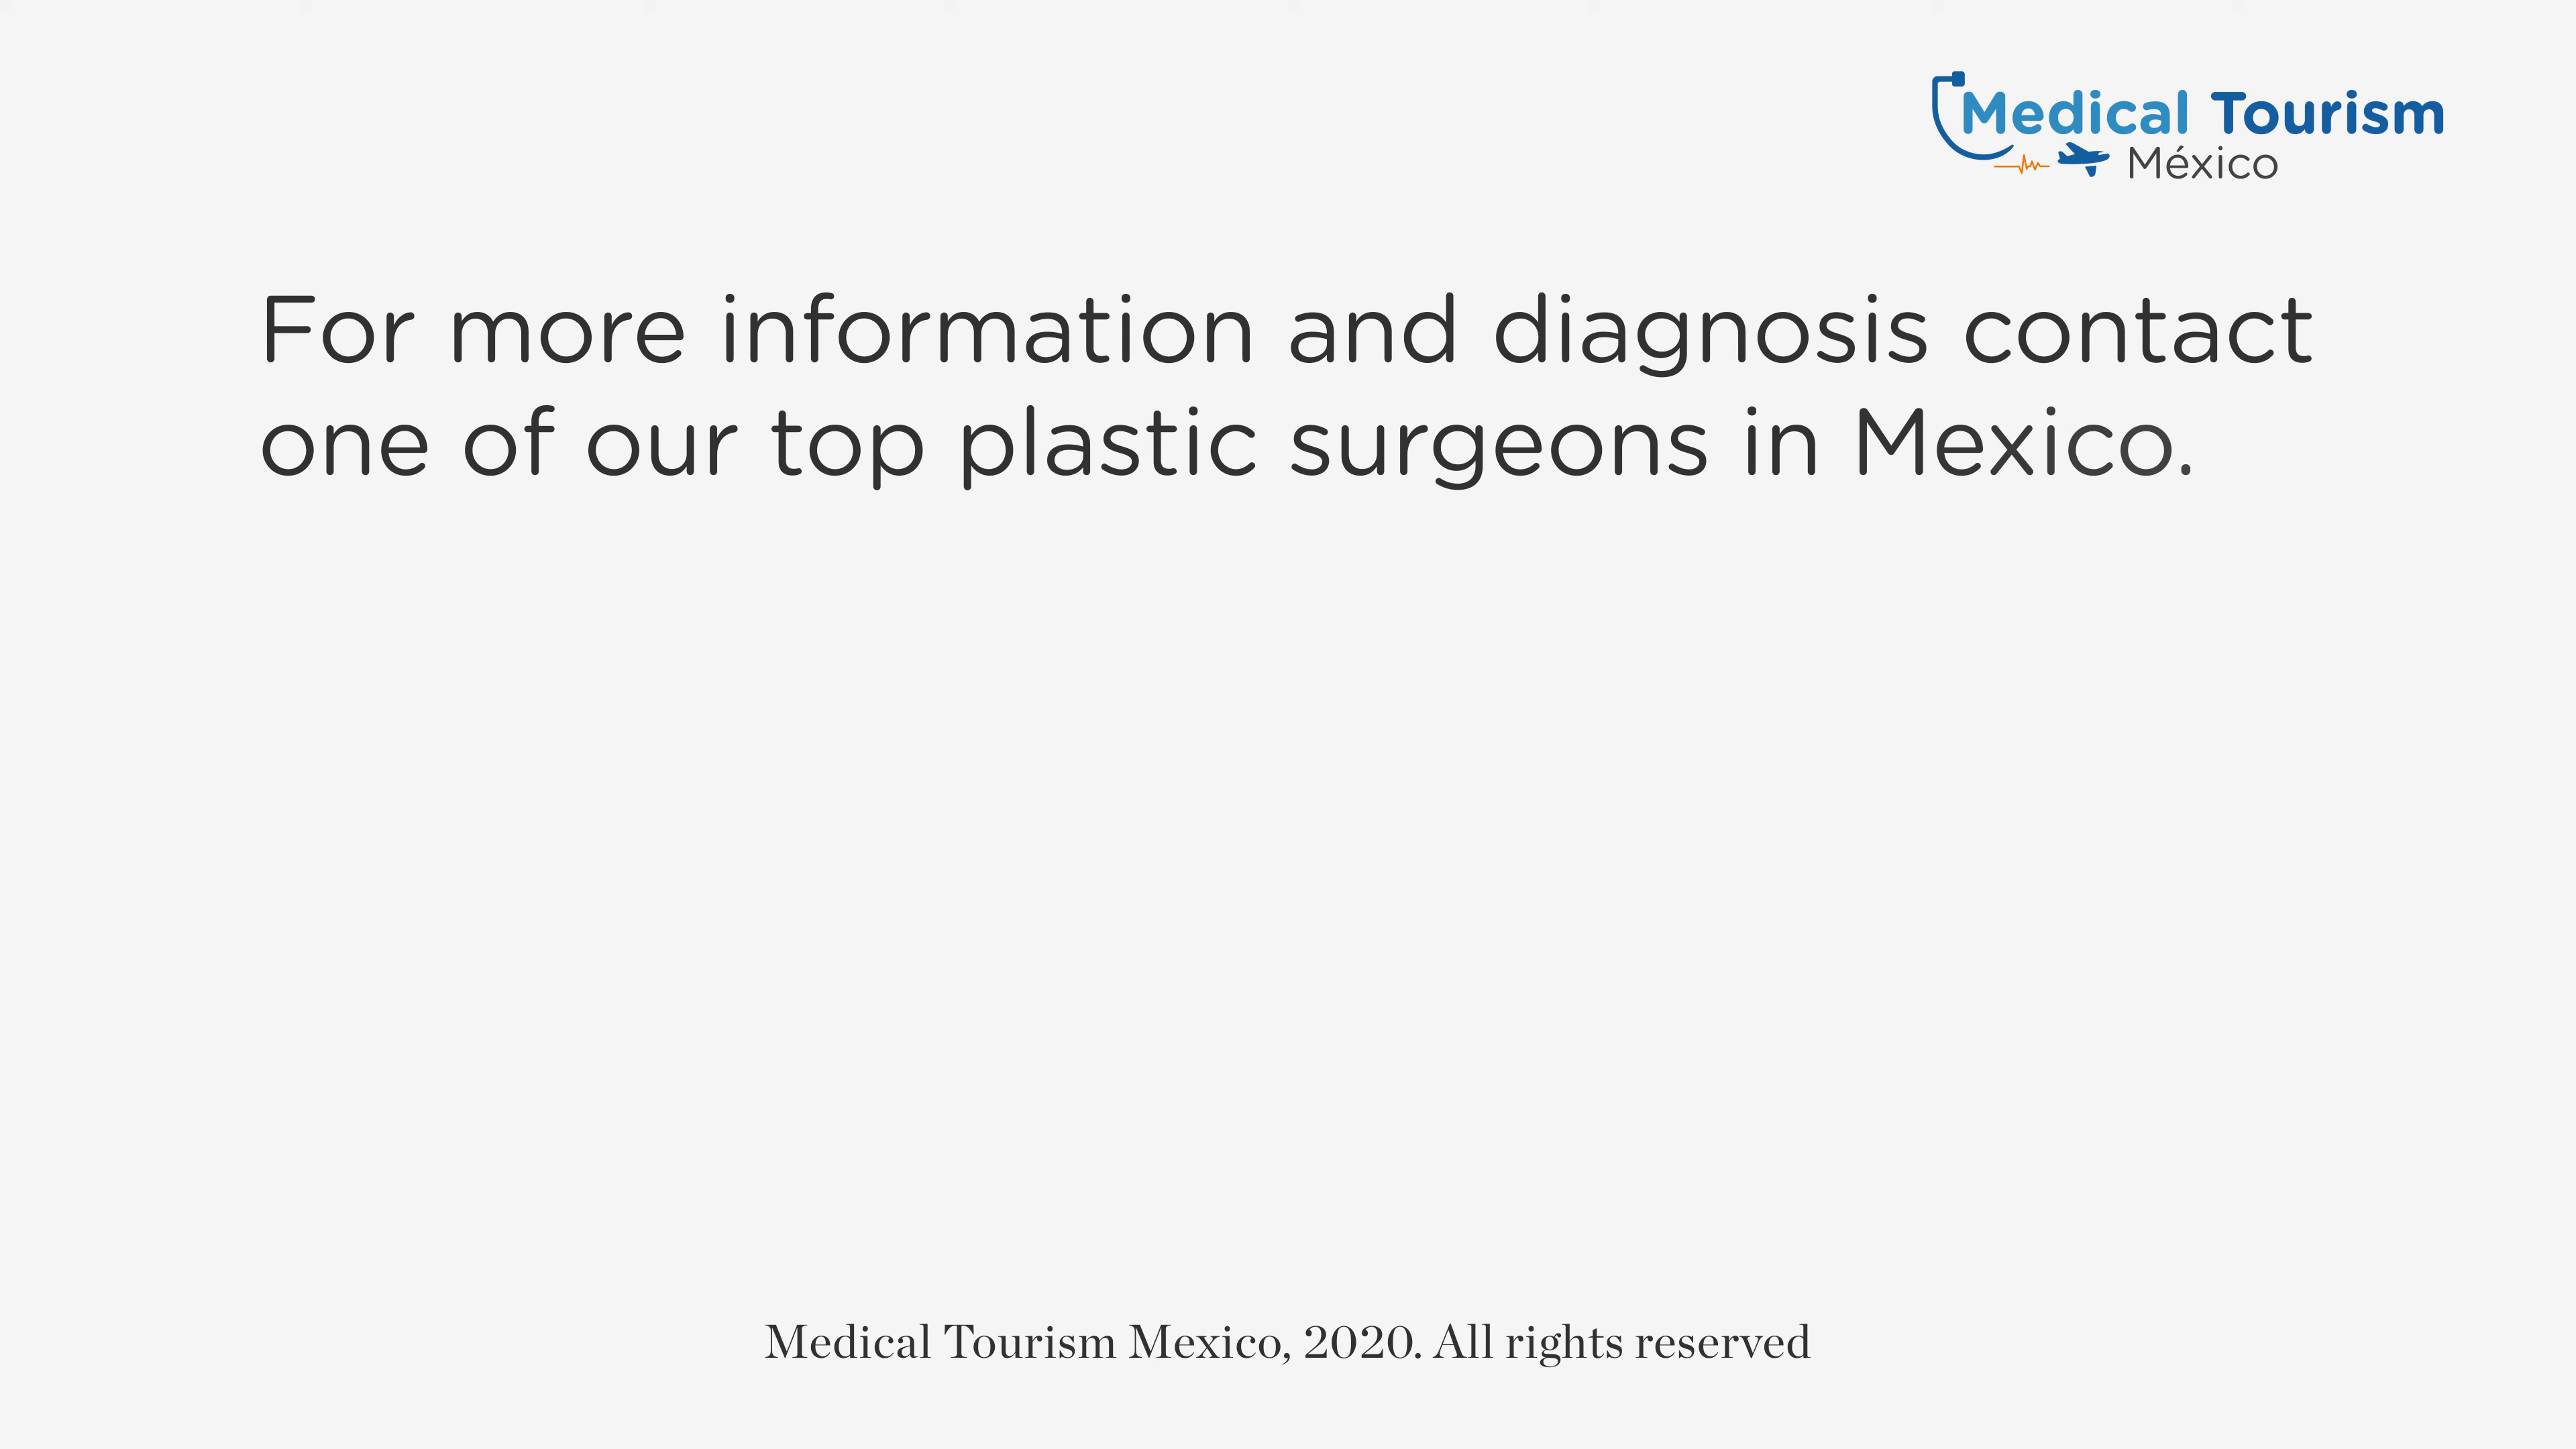 Medical Tourism
México
For more information and diagnosis contact
one of our top plastic surgeons in Mexico.
Medical Tourism Mexico, 2020. All rights reserved